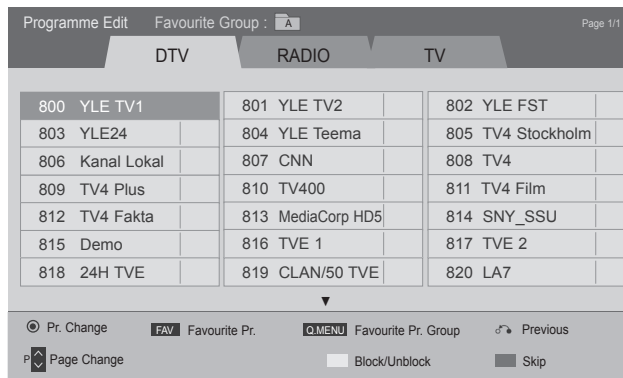 Programme Edit Favourite Group : A Page 1/1
DTV RADIO TV
800 YLE TV1 801 YLE TV2 802 YLE FST
803 YLE24 804 YLE Teema 805 TV4 Stockholm
806 Kanal Lokal 807 CNN 808 TV4
809 TV4 Plus 810 TV400 811 TV4 Film
812 TV4 Fakta 813 MediaCorp HD5 814 SNY_SSU
815 Demo 816 TVE 1 817 TVE 2
818 24H TVE 819 CLAN/50 TVE 820 LA7
Pr. Change FAV Favourite Pr. Q.MENU Favourite Pr. Group Previous
P Page Change Block/Unblock Skip